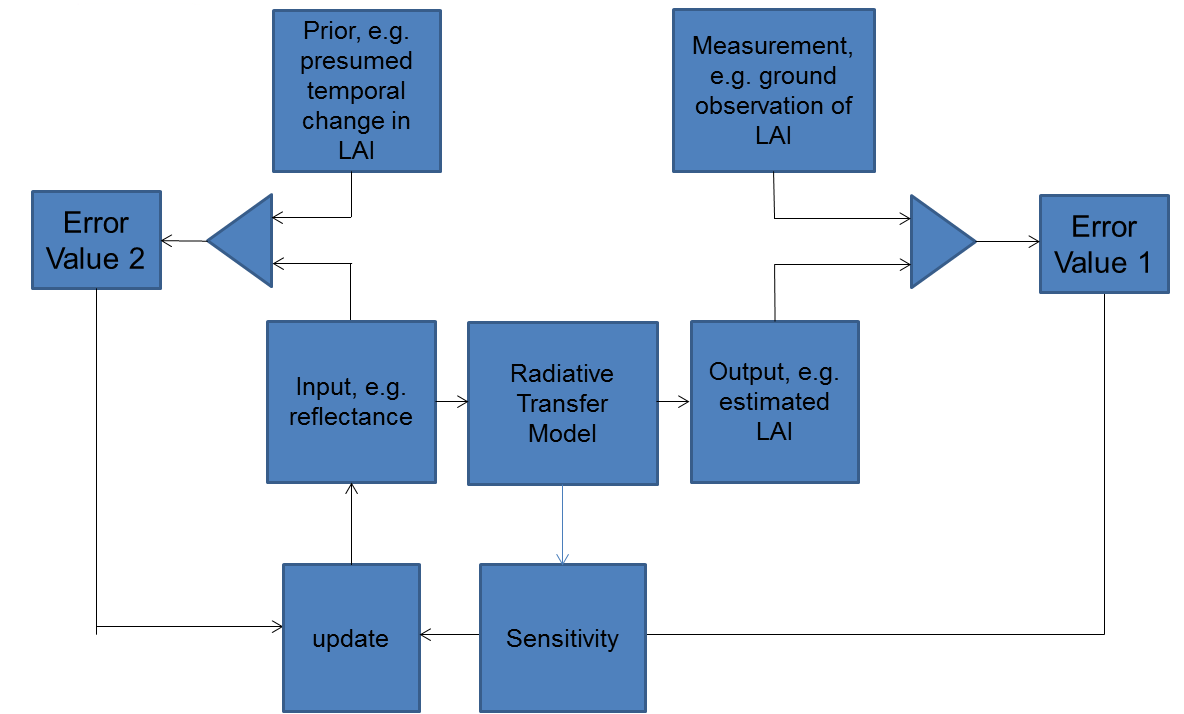 Prior, e.g.
presumed
temporal
change in
LAI
Measurement,
e.g. ground
observation of
LAI
Error
Value 2
Error
Value 1
Input, e.g.
reflectance
Radiative
Transfer
Model
Output, e.g.
estimated
LAI
update
Sensitivity